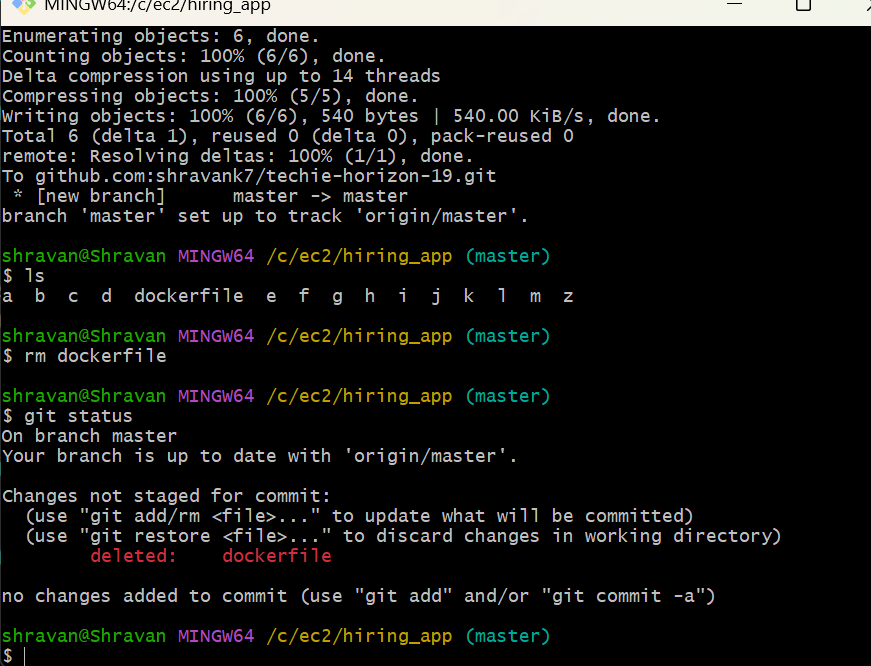 MINGW64:/c/ec2/hiring_app
Enumerating objects: 6, done.
Counting objects: 100% (6/6), done.
Delta compression using up to 14 threads
Compressing objects: 100% (5/5), done.
Writing objects: 100% (6/6), 540 bytes | 540.00 KiB/s, done.
Total 6 (delta 1), reused 0 (delta 0), pack-reused 0
remote: Resolving deltas: 100% (1/1), done.
To github.com:shravank7/techie-horizon-19.git
 * [new branch]      master -> master
branch 'master' set up to track 'origin/master'.

shravan@Shravan MINGW64 /c/ec2/hiring_app (master)
$ ls
a  b  c  d  dockerfile  e  f  g  h  i  j  k  l  m  z

shravan@Shravan MINGW64 /c/ec2/hiring_app (master)
$ rm dockerfile

shravan@Shravan MINGW64 /c/ec2/hiring_app (master)
$ git status
On branch master
Your branch is up to date with 'origin/master'.

Changes not staged for commit:
  (use "git add/rm <file>..." to update what will be committed)
  (use "git restore <file>..." to discard changes in working directory)
        deleted:    dockerfile

no changes added to commit (use "git add" and/or "git commit -a")

shravan@Shravan MINGW64 /c/ec2/hiring_app (master)
$